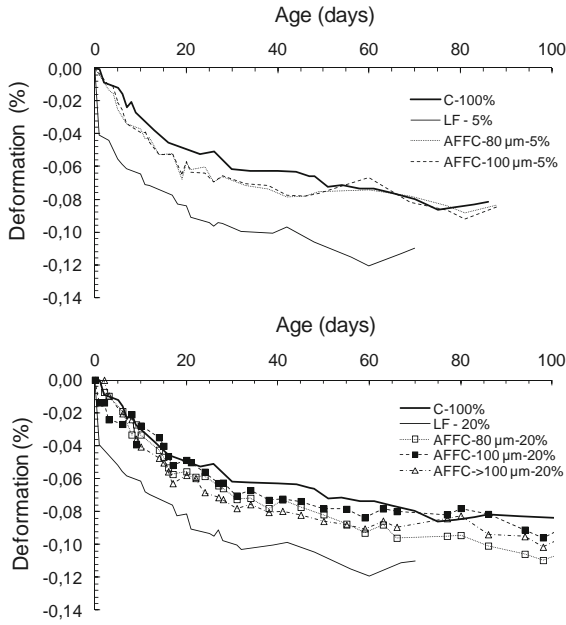 Age (days)
0 20 40 60 80 100
0,00
-0,02
-0,04
-0,06
-0,08
-0,10
-0,12
-0,14
Deformation (%)
C-100%
LF - 5%
AFFC-80 µm-5%
AFFC-100 µm-5%
Age (days)
0 20 40 60 80 100
0,00
-0,02
-0,04
-0,06
-0,08
-0,10
-0,12
-0,14
Deformation (%)
C-100%
LF - 20%
AFFC-80 µm-20%
AFFC-100 µm-20%
AFFC->100 µm-20%